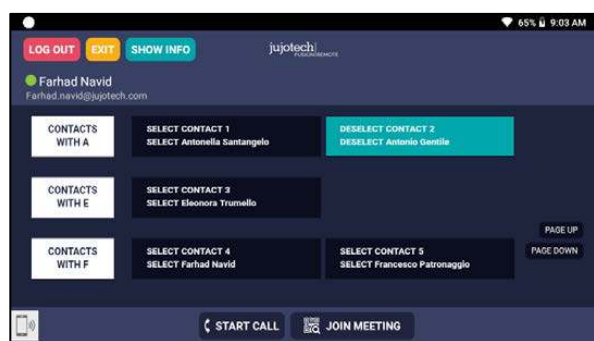 65% 9:03 AM
LOG OUT EXIT SHOW INFO
jujotech
FUSION REMOTE
Farhad Navid
Farhad.navid@jujotech.com
CONTACTS
WITH A
SELECT CONTACT 1
SELECT Antonella Santangelo
DESELECT CONTACT 2
DESELECT Antonio Gentile
CONTACTS
WITH E
SELECT CONTACT 3
SELECT Eleonora Trumello
PAGE UP
CONTACTS
WITH F
SELECT CONTACT 4
SELECT Farhad Navid
SELECT CONTACT 5
SELECT Francesco Patronaggio
PAGE DOWN
START CALL JOIN MEETING